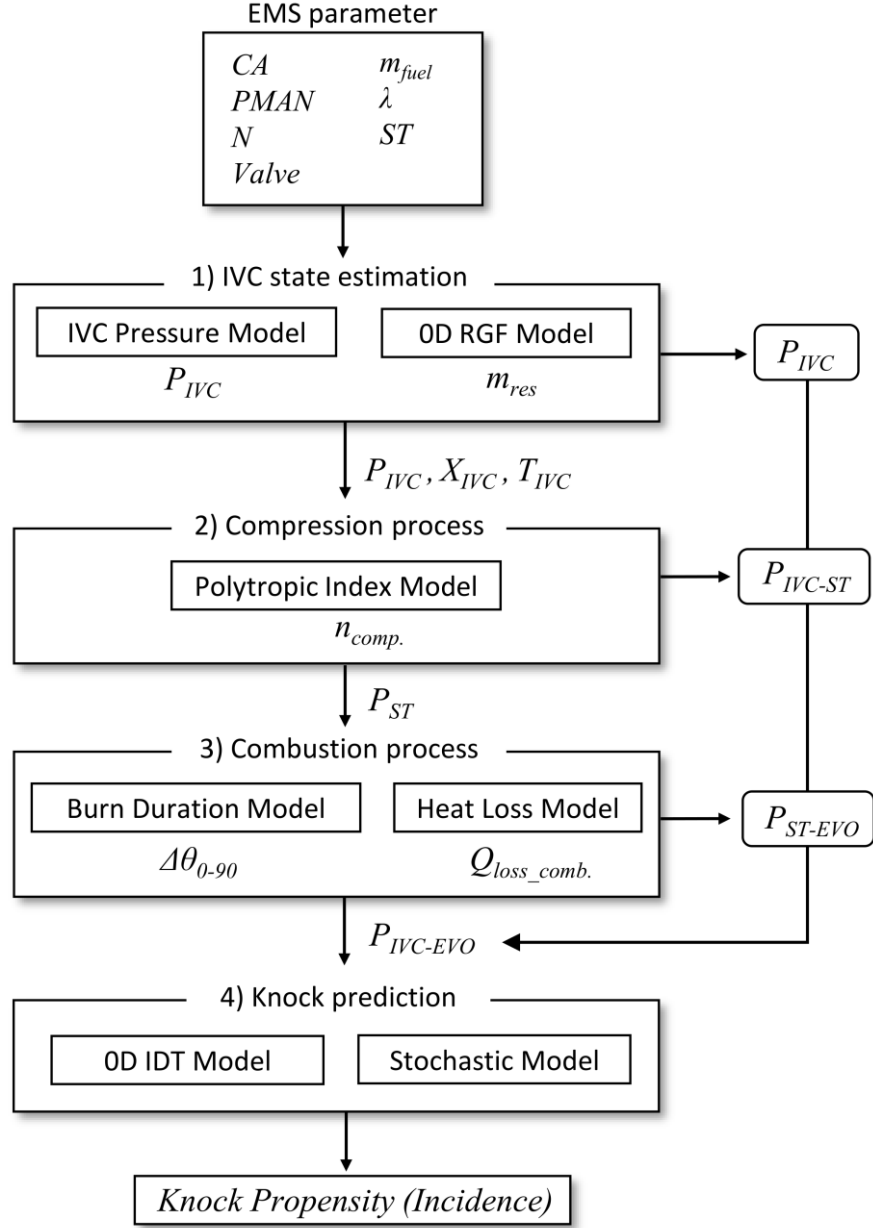 EMS parameter
CA m_fuel
PMAN λ
N ST
Valve
1) IVC state estimation
IVC Pressure Model 0D RGF Model
P_IVC m_res
P_IVC
P_IVC , X_IVC , T_IVC
2) Compression process
Polytropic Index Model
n_comp.
P_IVC-ST
P_ST
3) Combustion process
Burn Duration Model Heat Loss Model
Δθ_0-90 Q_loss_comb.
P_ST-EVO
P_IVC-EVO
4) Knock prediction
0D IDT Model Stochastic Model
Knock Propensity (Incidence)